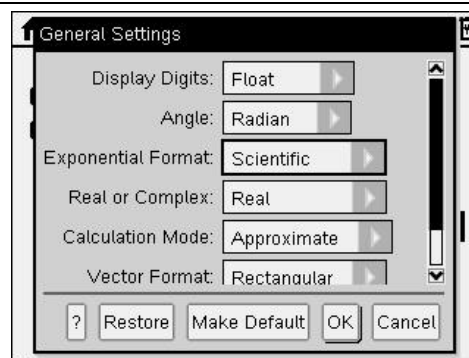 General Settings
Display Digits: Float
Angle: Radian
Exponential Format: Scientific
Real or Complex: Real
Calculation Mode: Approximate
Vector Format: Rectangular
? Restore Make Default OK Cancel